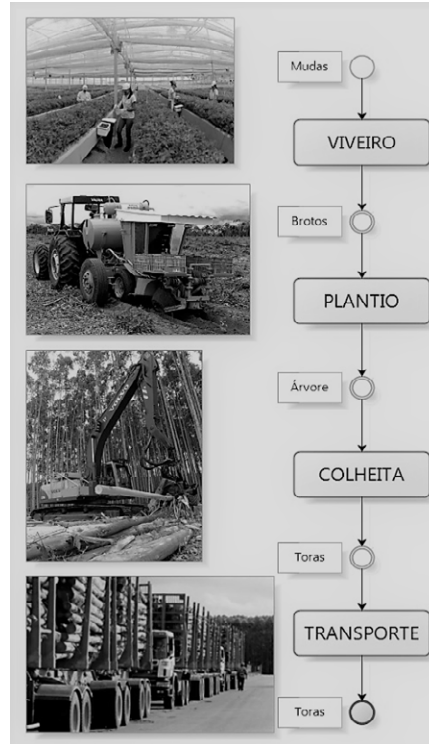 Mudas
VIVEIRO
Brotos
PLANTIO
Árvore
COLHEITA
Toras
TRANSPORTE
Toras